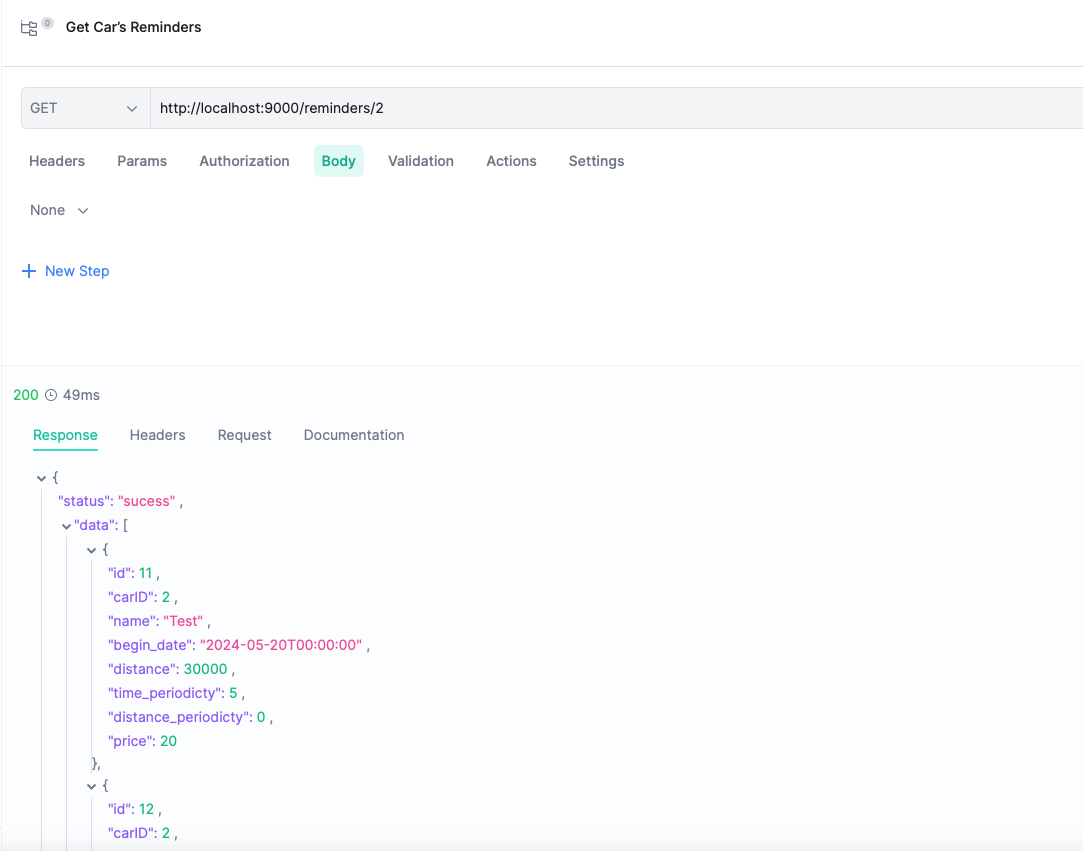 0 Get Car's Reminders
GET http://localhost:9000/reminders/2
Headers Params Authorization Body Validation Actions Settings
None
New Step
200 49ms
Response Headers Request Documentation
{
"status": "sucess" ,
"data": [
{
"id": 11 ,
"carID": 2 ,
"name": "Test" ,
"begin_date": "2024-05-20T00:00:00" ,
"distance": 30000 ,
"time_periodicty": 5 ,
"distance_periodicty": 0 ,
"price": 20
},
{
"id": 12 ,
"carID": 2 ,